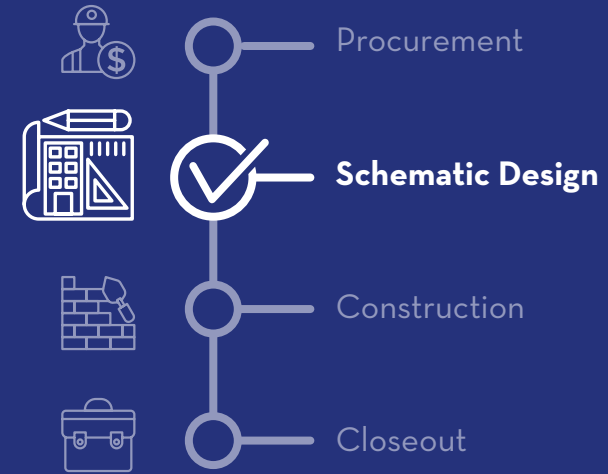 $
Procurement
Schematic Design
Construction
Closeout